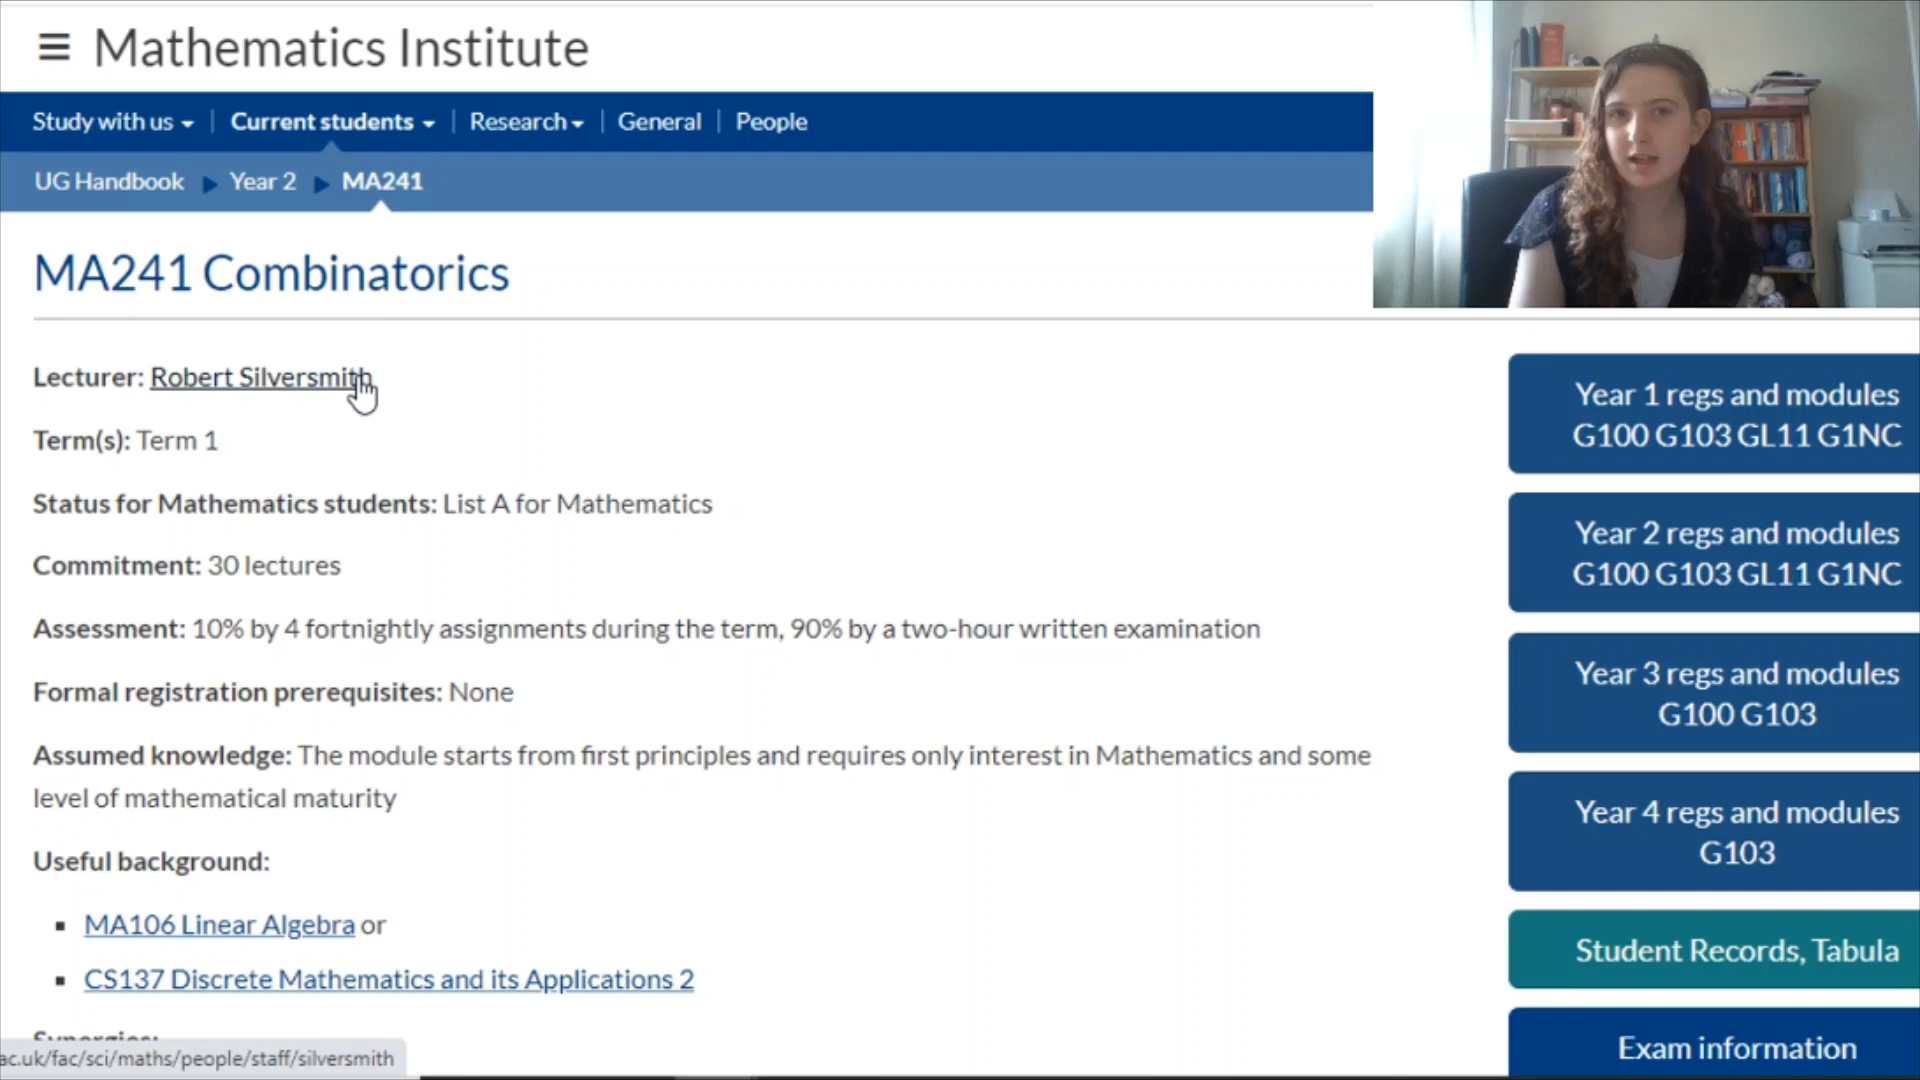 Mathematics Institute
Study with us
Current students
Research
General
People
UG Handbook
Year 2
MA241
MA241 Combinatorics
Lecturer: Robert Silversmith
Term(s): Term 1
Status for Mathematics students: List A for Mathematics
Commitment: 30 lectures
Assessment: 10% by 4 fortnightly assignments during the term, 90% by a two-hour written examination
Formal registration prerequisites: None
Assumed knowledge: The module starts from first principles and requires only interest in Mathematics and some
level of mathematical maturity
Useful background:
MA106 Linear Algebra or
CS137 Discrete Mathematics and its Applications 2
Synergies:
ac.uk/fac/sci/maths/people/staff/silversmith
Year 1 regs and modules
G100 G103 GL11 G1NC
Year 2 regs and modules
G100 G103 GL11 G1NC
Year 3 regs and modules
G100 G103
Year 4 regs and modules
G103
Student Records, Tabula
Exam information